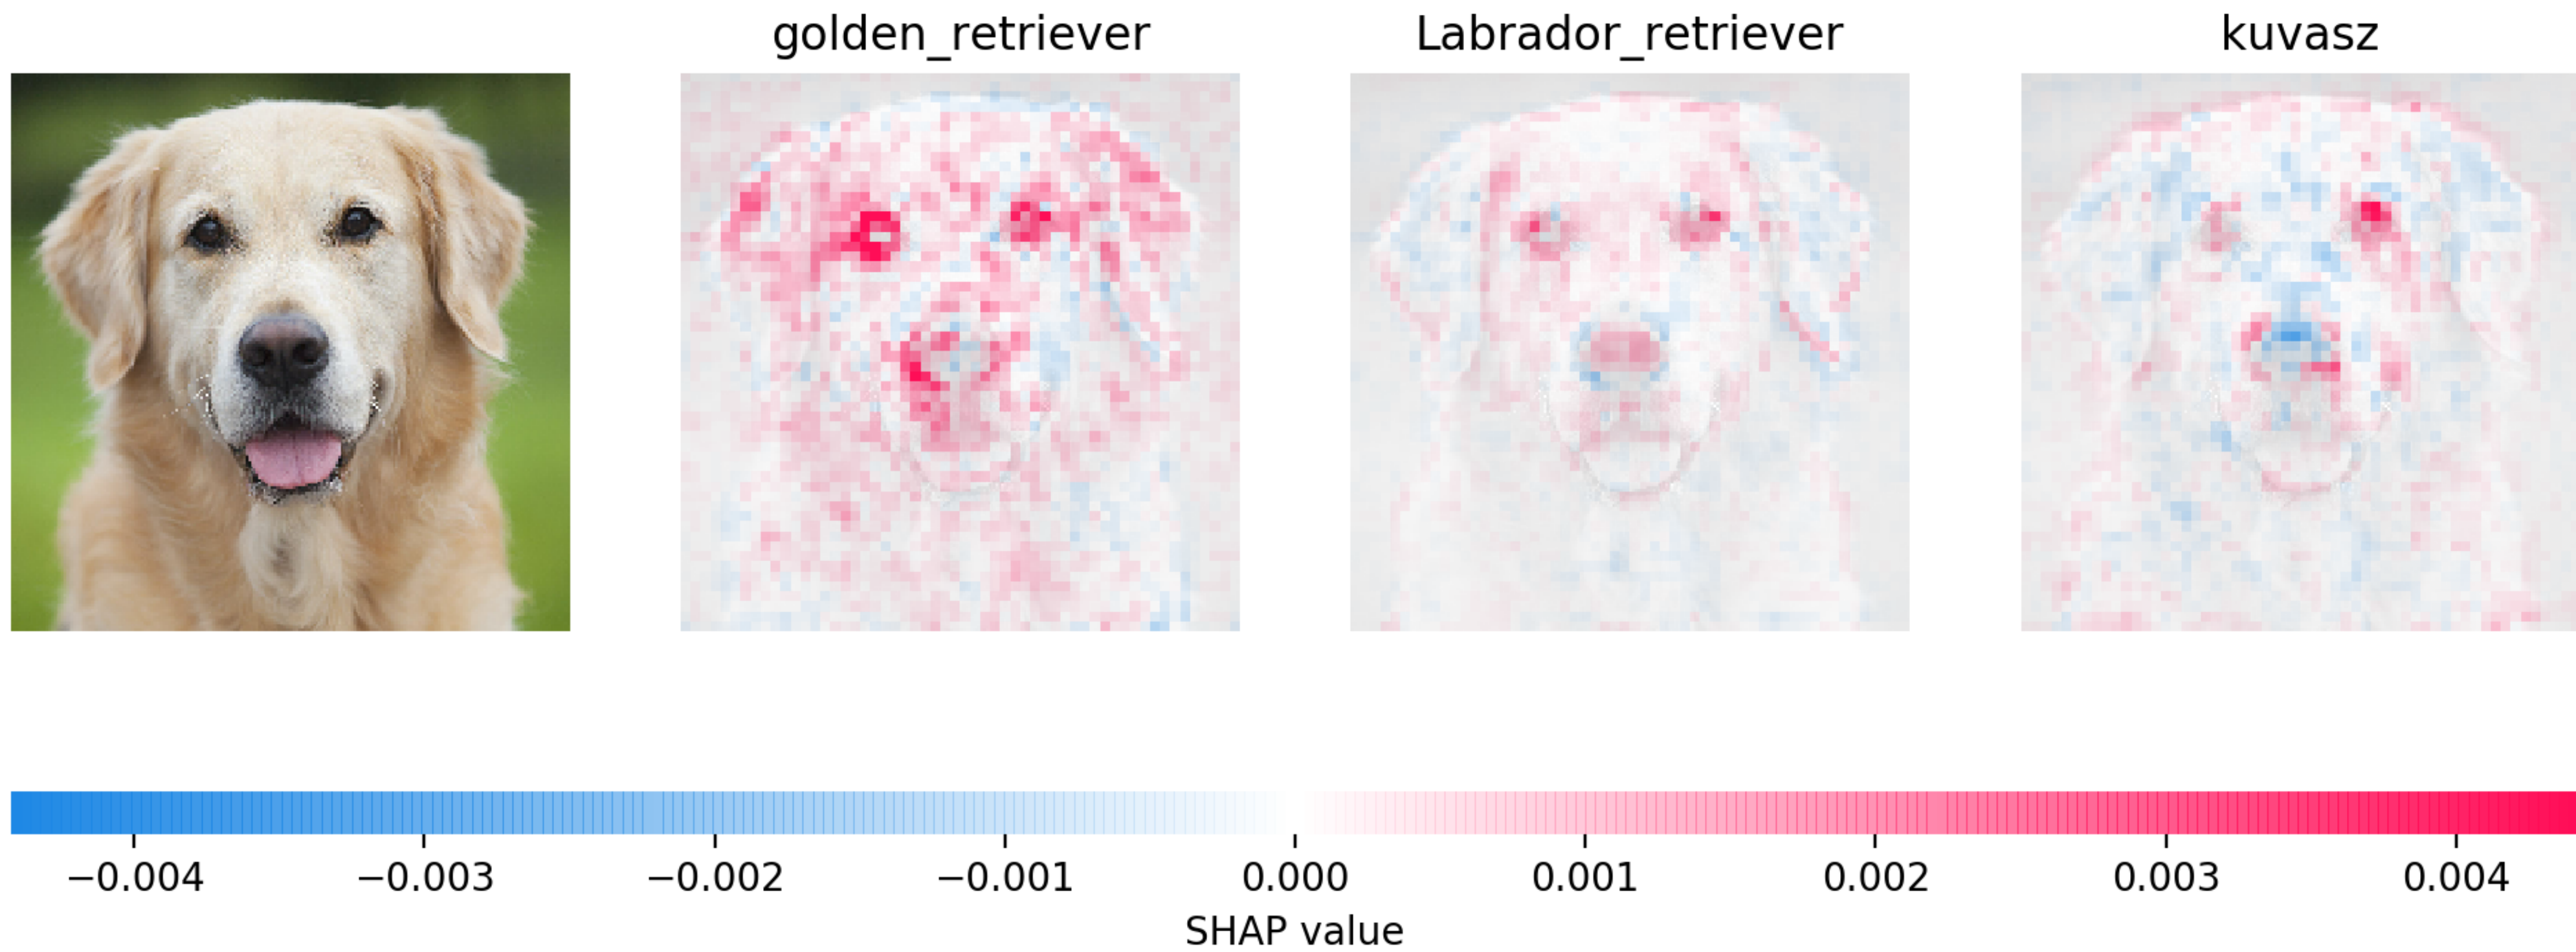 golden_retriever
Labrador_retriever
kuvasz
−0.004 −0.003 −0.002 −0.001 0.000 0.001 0.002 0.003 0.004
SHAP value